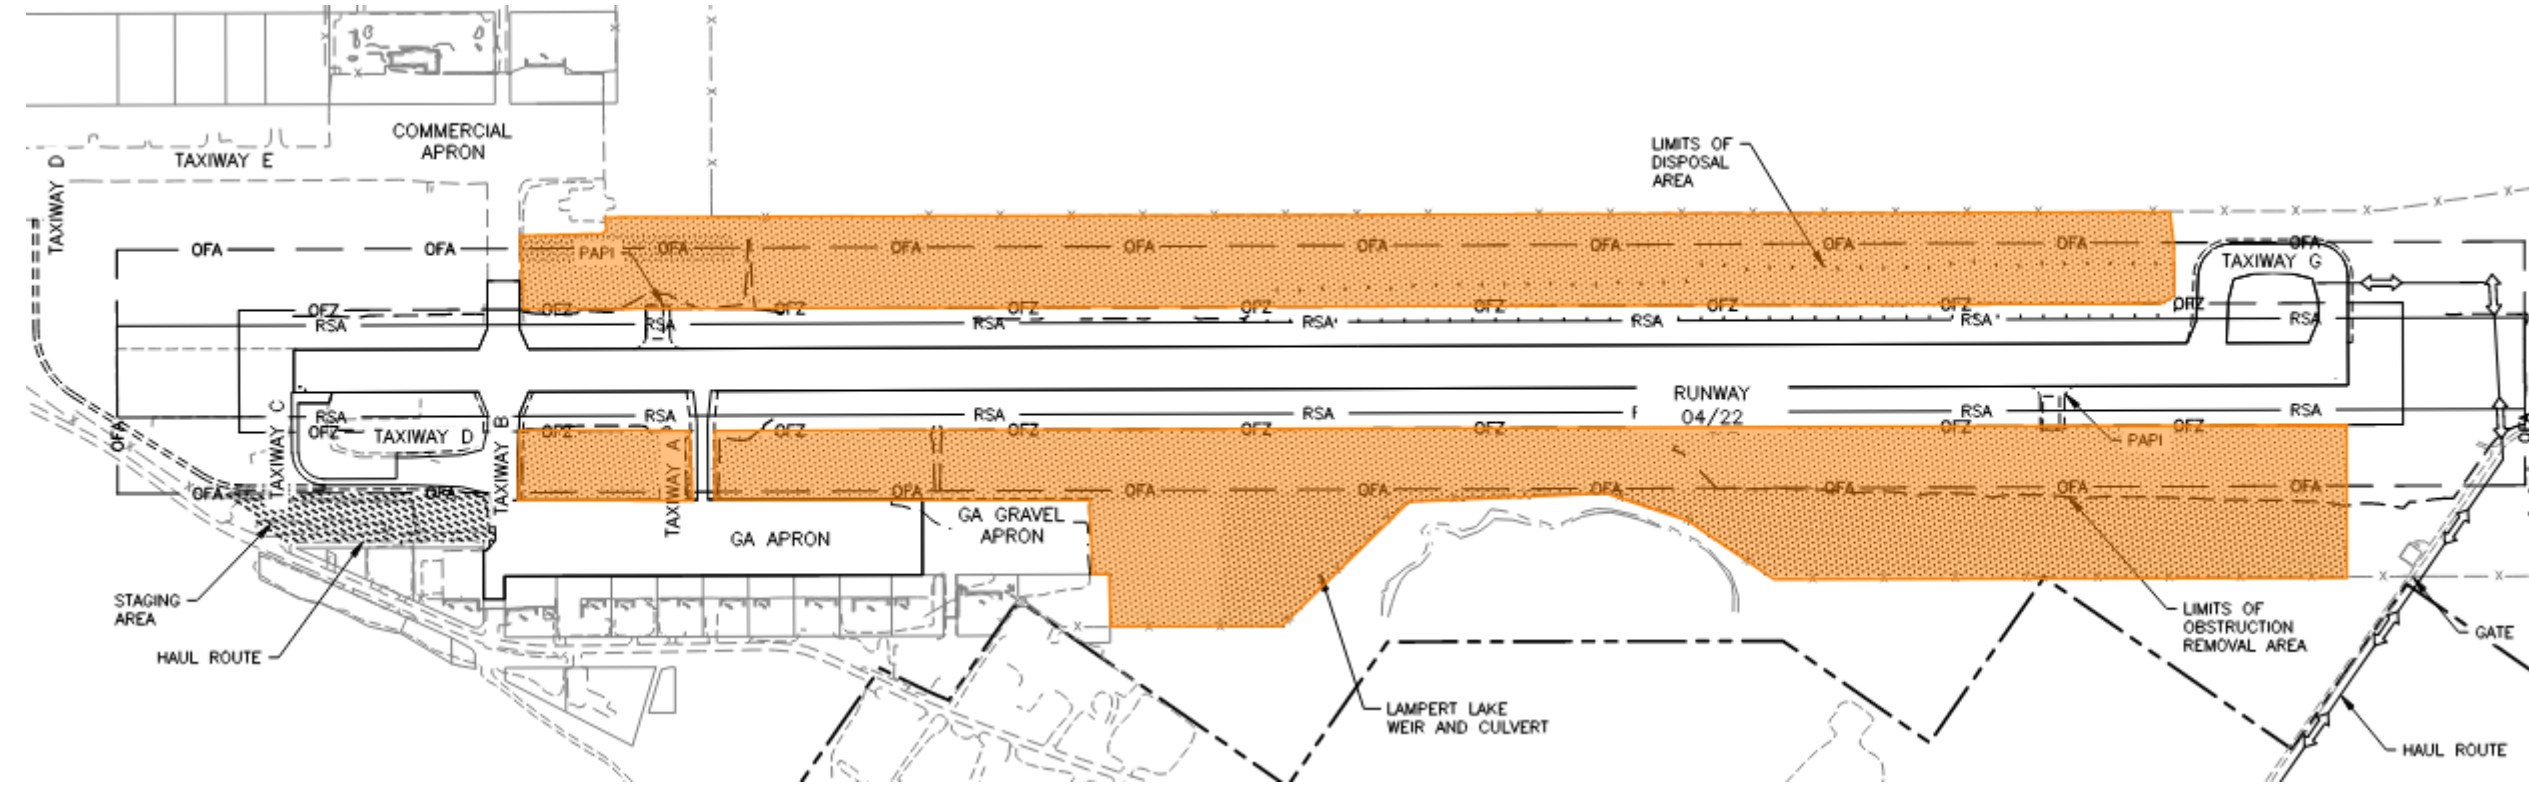 COMMERCIAL
APRON
TAXIWAY E
TAXIWAY D
LIMITS OF
DISPOSAL
AREA
OFA
OFA
OFA
OFA
OFA
OFA
OFA
OFA
OFA
OFA
PAPI
TAXIWAY G
OFZ
OFZ
OFZ
OFZ
OFZ
OFZ
OFZ
OFZ
OFZ
RSA
RSA
RSA
RSA
RSA
RSA
RSA
RUNWAY
04/22
RSA
RSA
RSA
RSA
RSA
RSA
OFA
OFA
OFZ
OFZ
OFZ
OFZ
OFZ
OFZ
OFZ
OFZ
TAXIWAY C
TAXIWAY D
TAXIWAY B
TAXIWAY A
PAPI
OFA
OFA
OFA
OFA
OFA
OFA
OFA
OFA
OFA
GA GRAVEL
APRON
GA APRON
STAGING
AREA
HAUL ROUTE
LIMITS OF
OBSTRUCTION
REMOVAL AREA
GATE
LAMPERT LAKE
WEIR AND CULVERT
HAUL ROUTE